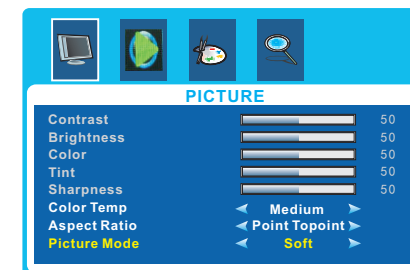 PICTURE
Contrast 50
Brightness 50
Color 50
Tint 50
Sharpness 50
Color Temp Medium
Aspect Ratio Point Topoint
Picture Mode Soft